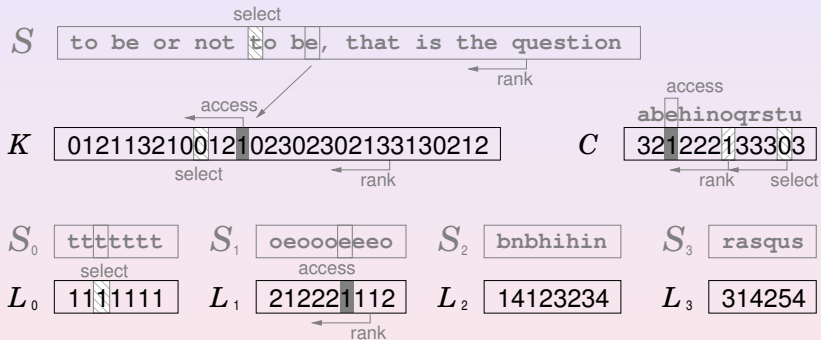 select
S to be or not to be, that is the question
rank
access
access
abehinoqrstu
K 012113210012102302302133130212 C 321222133303
select rank rank select
S0 ttttttt S1 oeoooeeeo S2 bnbhihin S3 rasqus
select access
L0 1111111 L1 212221112 L2 14123234 L3 314254
rank